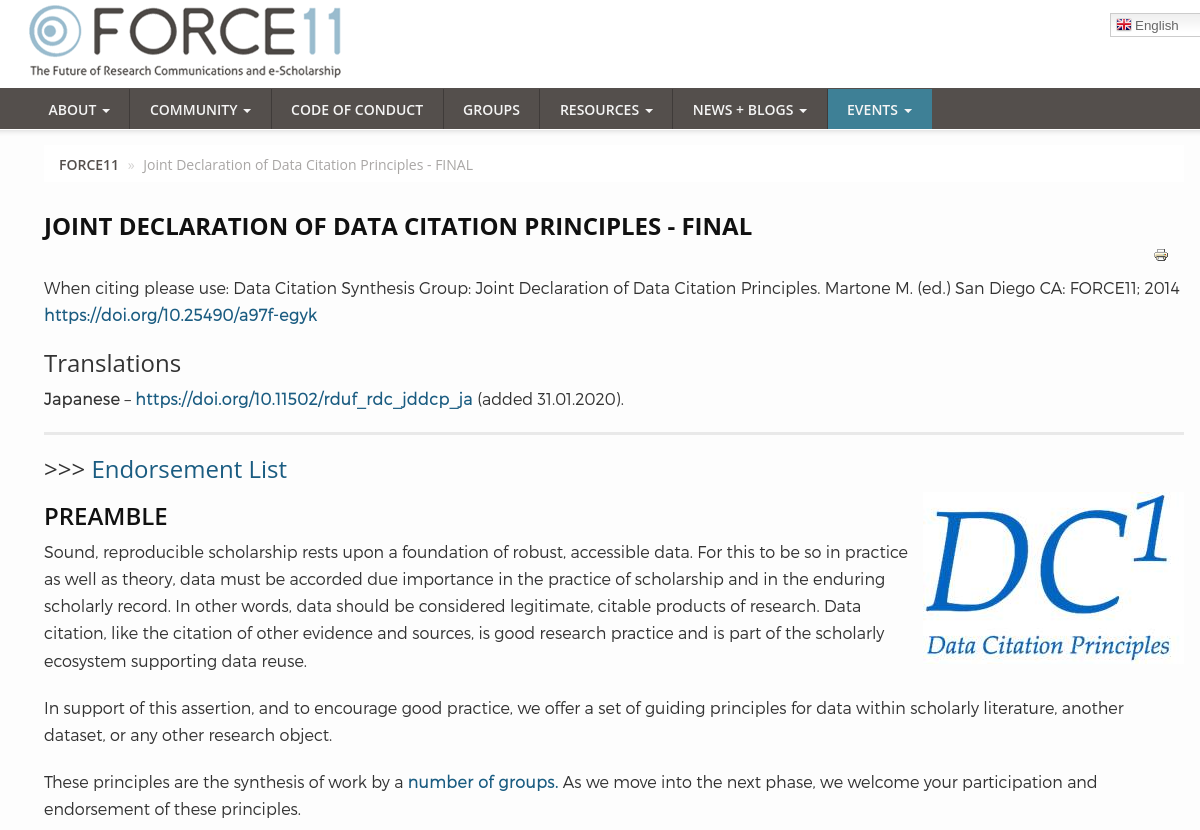 FORCE11
The Future of Research Communications and e-Scholarship
English
ABOUT COMMUNITY CODE OF CONDUCT GROUPS RESOURCES NEWS + BLOGS EVENTS
FORCE11 » Joint Declaration of Data Citation Principles - FINAL
JOINT DECLARATION OF DATA CITATION PRINCIPLES - FINAL
When citing please use: Data Citation Synthesis Group: Joint Declaration of Data Citation Principles. Martone M. (ed.) San Diego CA: FORCE11; 2014
https://doi.org/10.25490/a97f-egyk
Translations
Japanese – https://doi.org/10.11502/rduf_rdc_jddcp_ja (added 31.01.2020).
>>> Endorsement List
PREAMBLE
Sound, reproducible scholarship rests upon a foundation of robust, accessible data. For this to be so in practice
as well as theory, data must be accorded due importance in the practice of scholarship and in the enduring
scholarly record. In other words, data should be considered legitimate, citable products of research. Data
citation, like the citation of other evidence and sources, is good research practice and is part of the scholarly
ecosystem supporting data reuse.
DC1
Data Citation Principles
In support of this assertion, and to encourage good practice, we offer a set of guiding principles for data within scholarly literature, another
dataset, or any other research object.
These principles are the synthesis of work by a number of groups. As we move into the next phase, we welcome your participation and
endorsement of these principles.